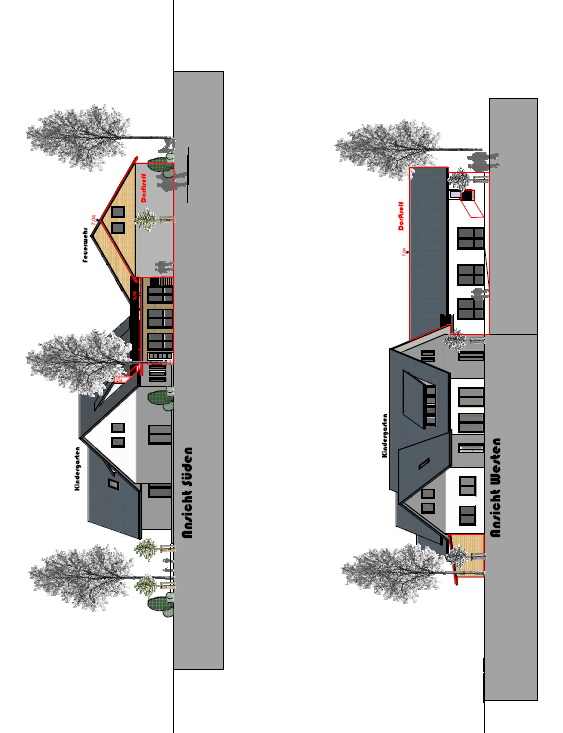 Kindergarten
Feuerwehr
Dorftreff
Ansicht Süden
Kindergarten
Dorftreff
Ansicht Westen